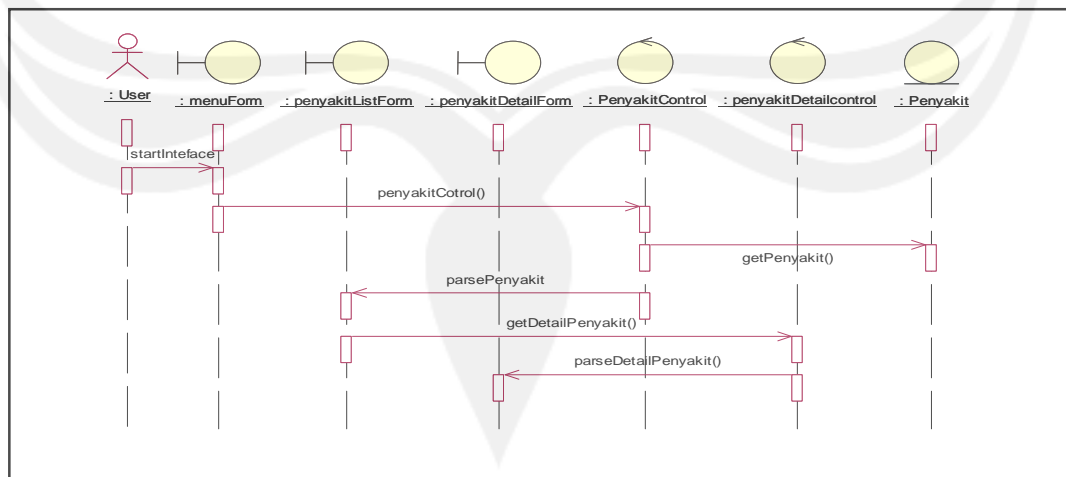 : User
: menuForm
: penyakitListForm
: penyakitDetailForm
: PenyakitControl
: penyakitDetailcontrol
: Penyakit
startInteface
penyakitCotrol()
getPenyakit()
parsePenyakit
getDetailPenyakit()
parseDetailPenyakit()